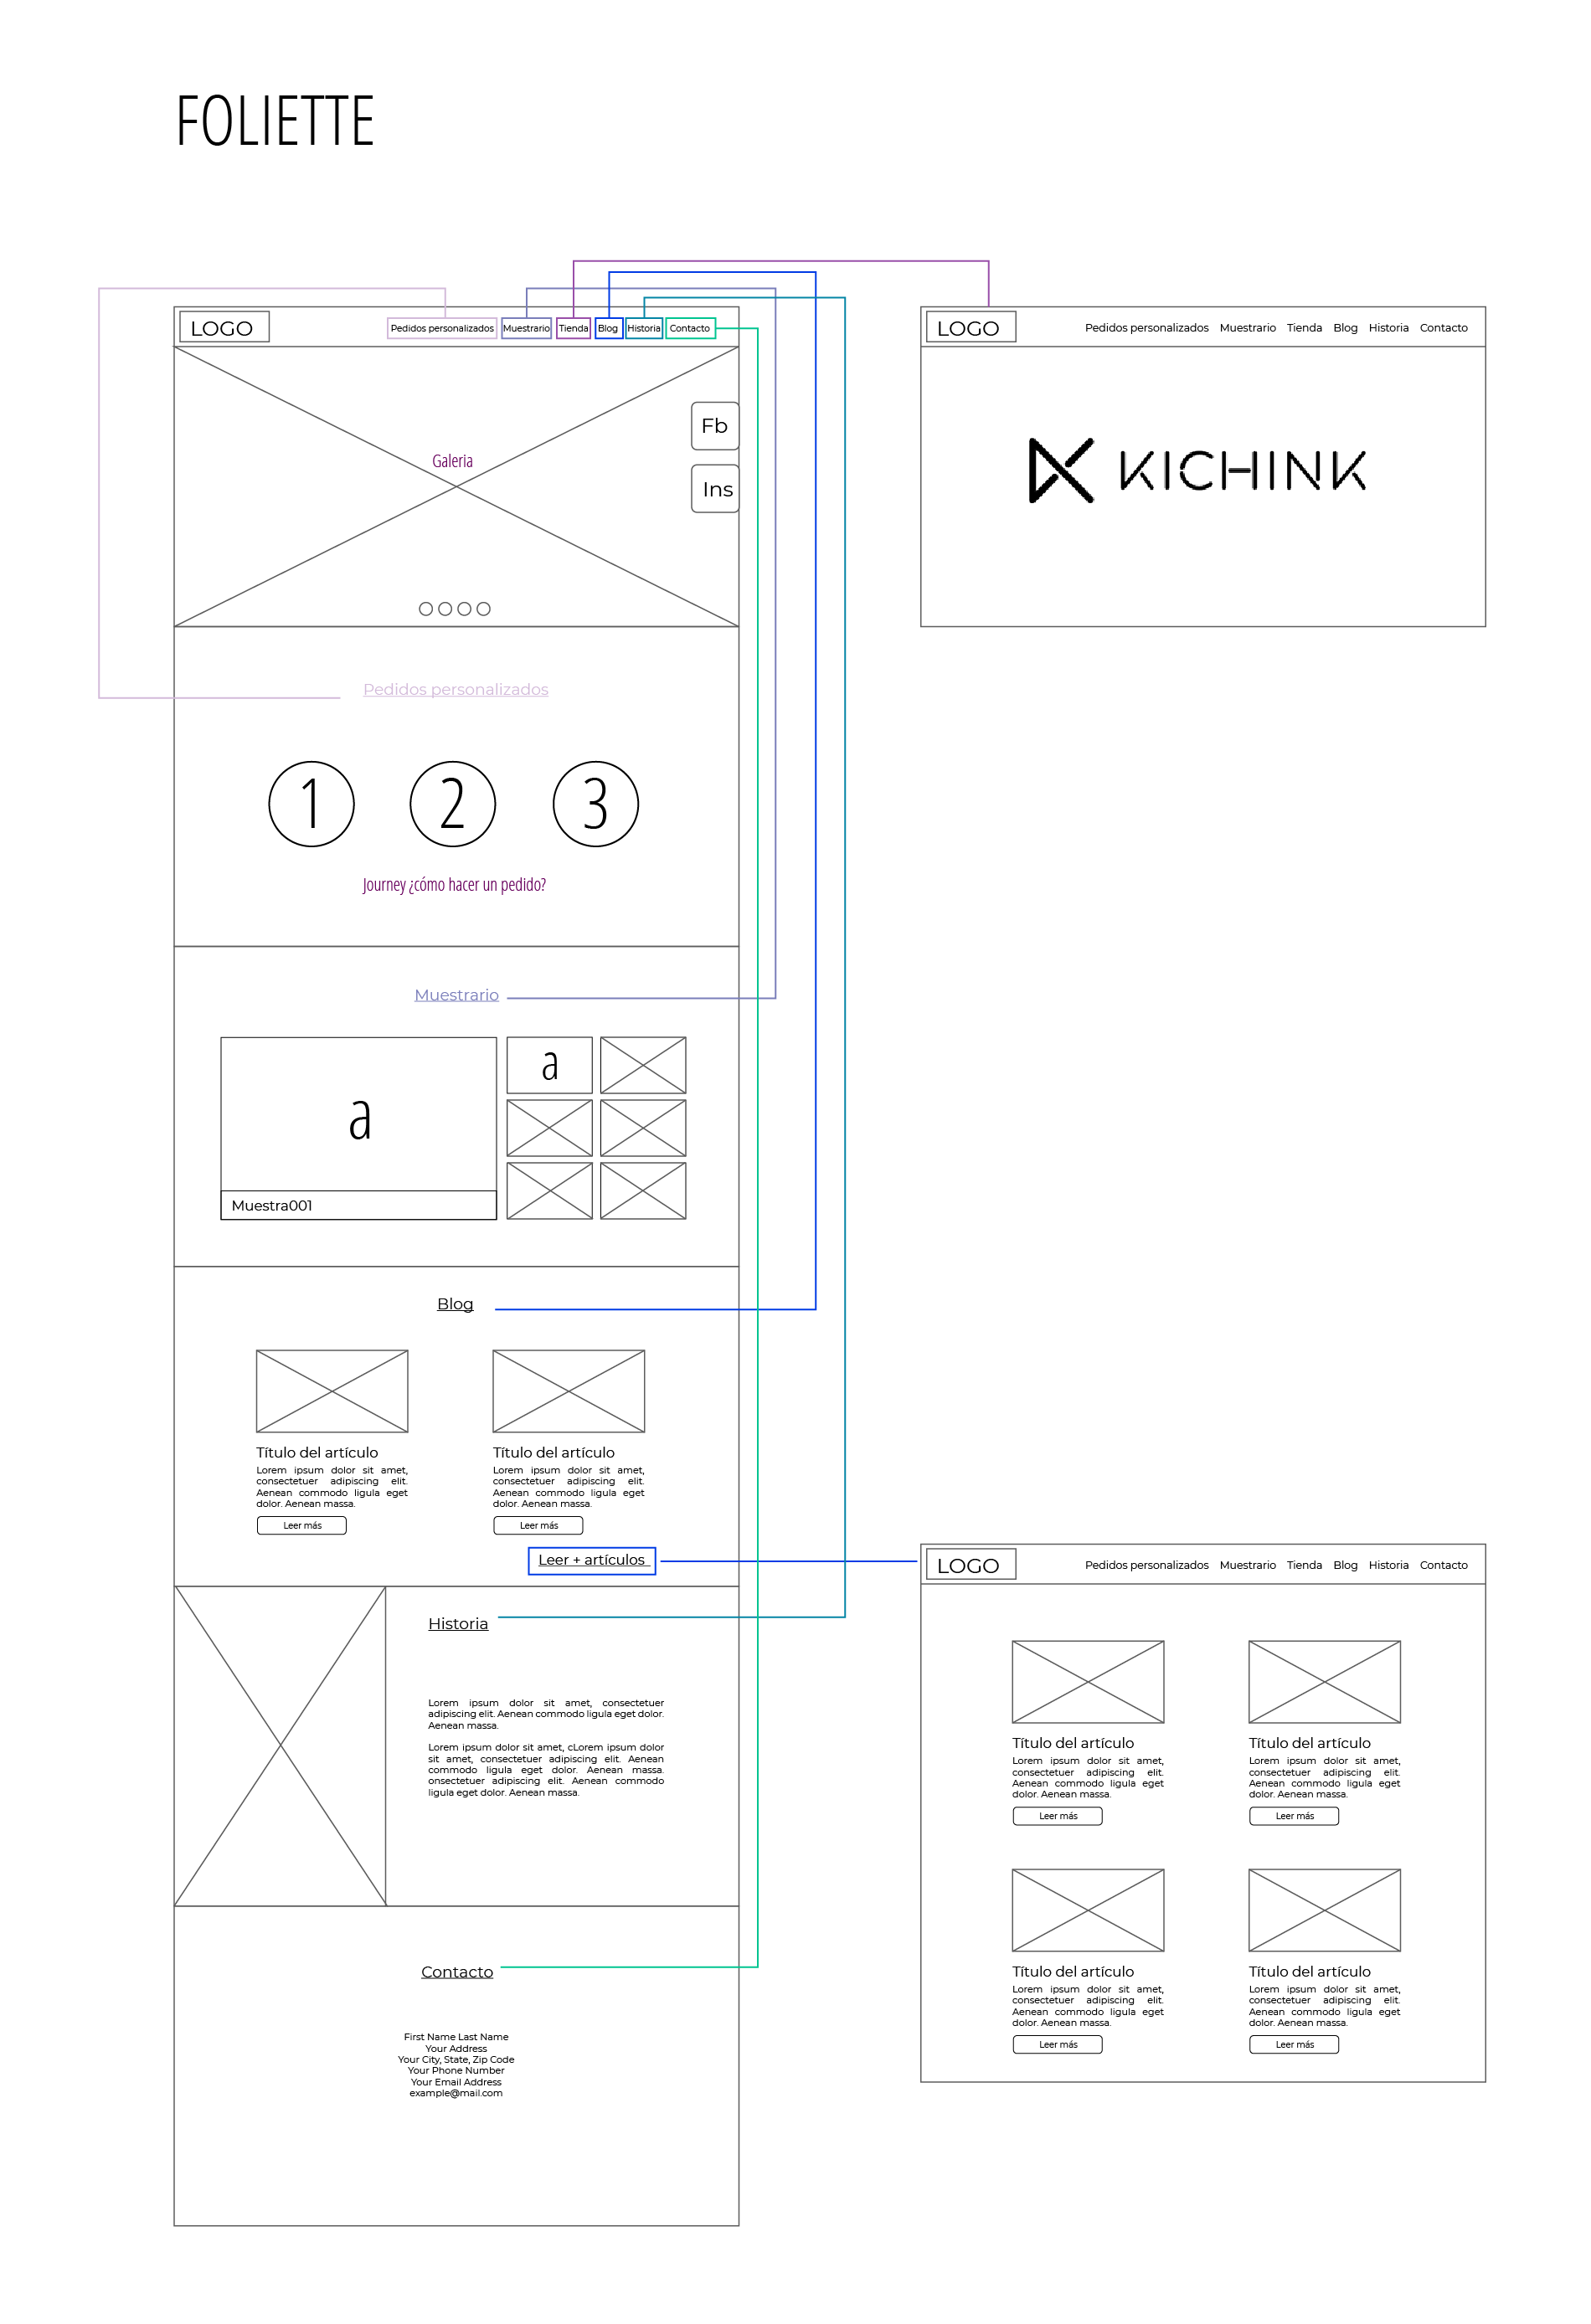 FOLIETTE
LOGO
Pedidos personalizados Muestrario Tienda Blog Historia Contacto
Galeria
Fb
Ins
Pedidos personalizados
1 2 3
Journey ¿cómo hacer un pedido?
Muestrario
a
a
Muestra001
Blog
Título del artículo
Lorem ipsum dolor sit amet,
consectetuer adipiscing elit.
Aenean commodo ligula eget
dolor. Aenean massa.
Leer más
Título del artículo
Lorem ipsum dolor sit amet,
consectetuer adipiscing elit.
Aenean commodo ligula eget
dolor. Aenean massa.
Leer más
Leer + artículos
Historia
Lorem ipsum dolor sit amet, consectetuer
adipiscing elit. Aenean commodo ligula eget dolor.
Aenean massa.
Lorem ipsum dolor sit amet, cLorem ipsum dolor
sit amet, consectetuer adipiscing elit. Aenean
commodo ligula eget dolor. Aenean massa.
onsectetuer adipiscing elit. Aenean commodo
ligula eget dolor. Aenean massa.
Contacto
First Name Last Name
Your Address
Your City, State, Zip Code
Your Phone Number
Your Email Address
example@mail.com
LOGO
Pedidos personalizados Muestrario Tienda Blog Historia Contacto
KICHINK
LOGO
Pedidos personalizados Muestrario Tienda Blog Historia Contacto
Título del artículo
Lorem ipsum dolor sit amet,
consectetuer adipiscing elit.
Aenean commodo ligula eget
dolor. Aenean massa.
Leer más
Título del artículo
Lorem ipsum dolor sit amet,
consectetuer adipiscing elit.
Aenean commodo ligula eget
dolor. Aenean massa.
Leer más
Título del artículo
Lorem ipsum dolor sit amet,
consectetuer adipiscing elit.
Aenean commodo ligula eget
dolor. Aenean massa.
Leer más
Título del artículo
Lorem ipsum dolor sit amet,
consectetuer adipiscing elit.
Aenean commodo ligula eget
dolor. Aenean massa.
Leer más